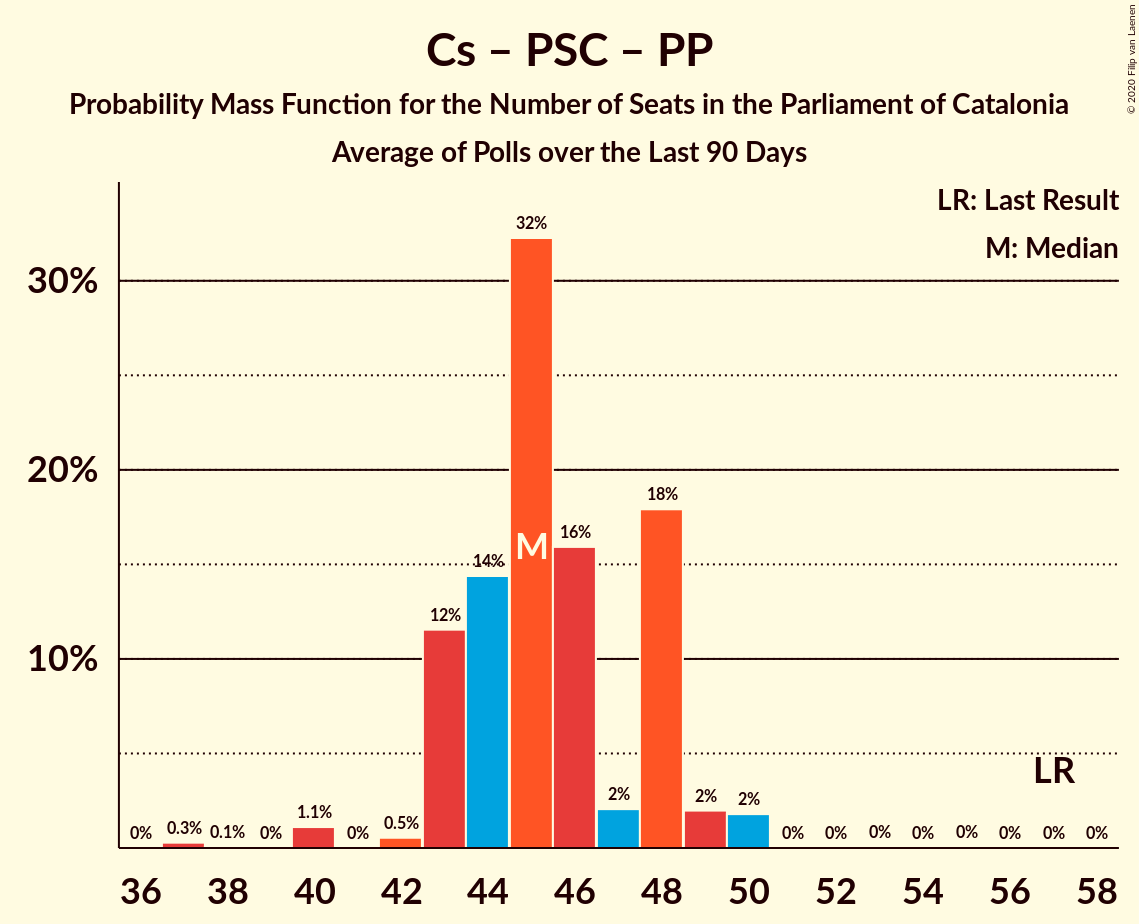 Cs – PSC – PP
Probability Mass Function for the Number of Seats in the Parliament of Catalonia
Average of Polls over the Last 90 Days
© 2020 Filip van Laenen
LR: Last Result
M: Median
30%
20%
10%
0%
0.3%
0.1%
0%
1.1%
0%
0.5%
12%
14%
32%
M
16%
2%
18%
2%
2%
0%
0%
0%
0%
0%
0%
0%
0%
LR
36 38 40 42 44 46 48 50 52 54 56 58